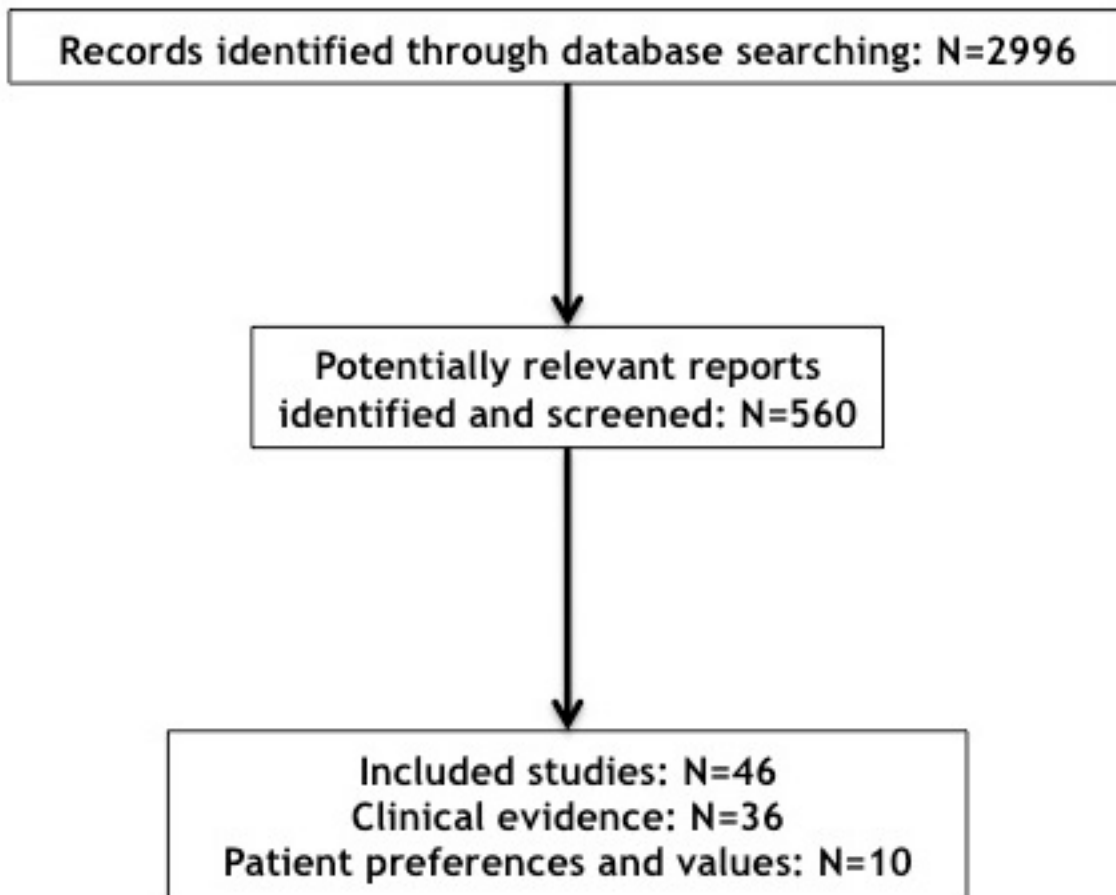 Records identified through database searching: N=2996
Potentially relevant reports
identified and screened: N=560
Included studies: N=46
Clinical evidence: N=36
Patient preferences and values: N=10